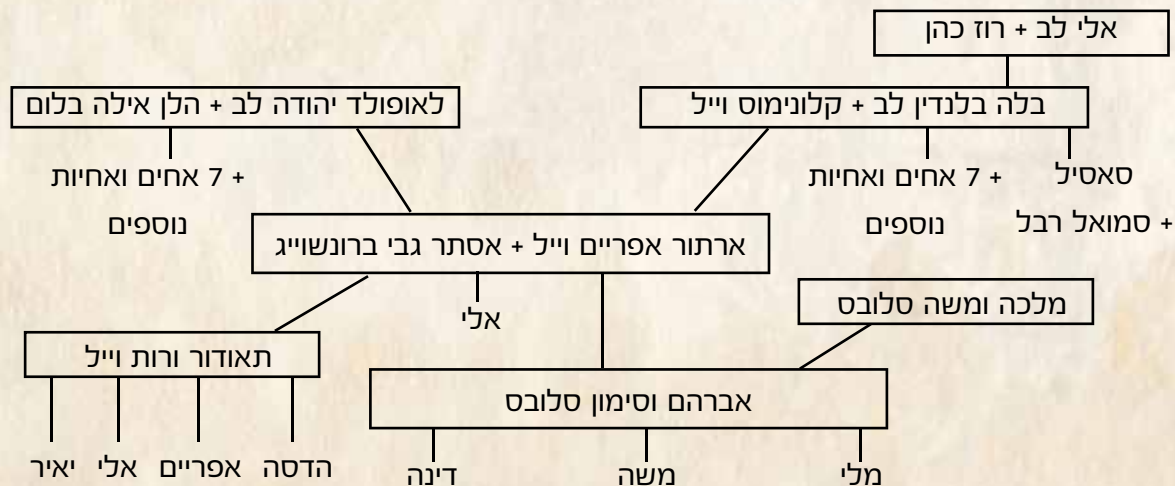 אלי לב + רוז כהן
בלה בלנדין לב + קלונימוס וייל
לאופולד יהודה לב + הלן אילה בלום
סאסיל
+ סמואל רבל
+ 7 אחים ואחיות
נוספים
+ 7 אחים ואחיות
נוספים
ארתור אפריים וייל + אסתר גבי ברונשוייג
מלכה ומשה סלובס
אלי
תאודור ורות וייל
אברהם וסימון סלובס
הדסה אפריים אלי יאיר
מלי משה דינה